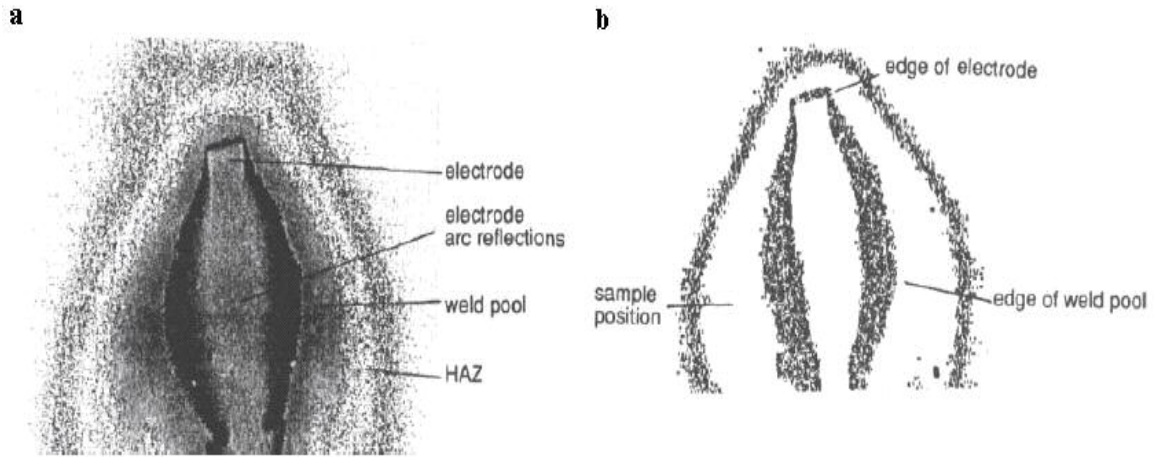 a
b
edge of electrode
electrode
electrode
arc reflections
weld pool
HAZ
sample
position
edge of weld pool